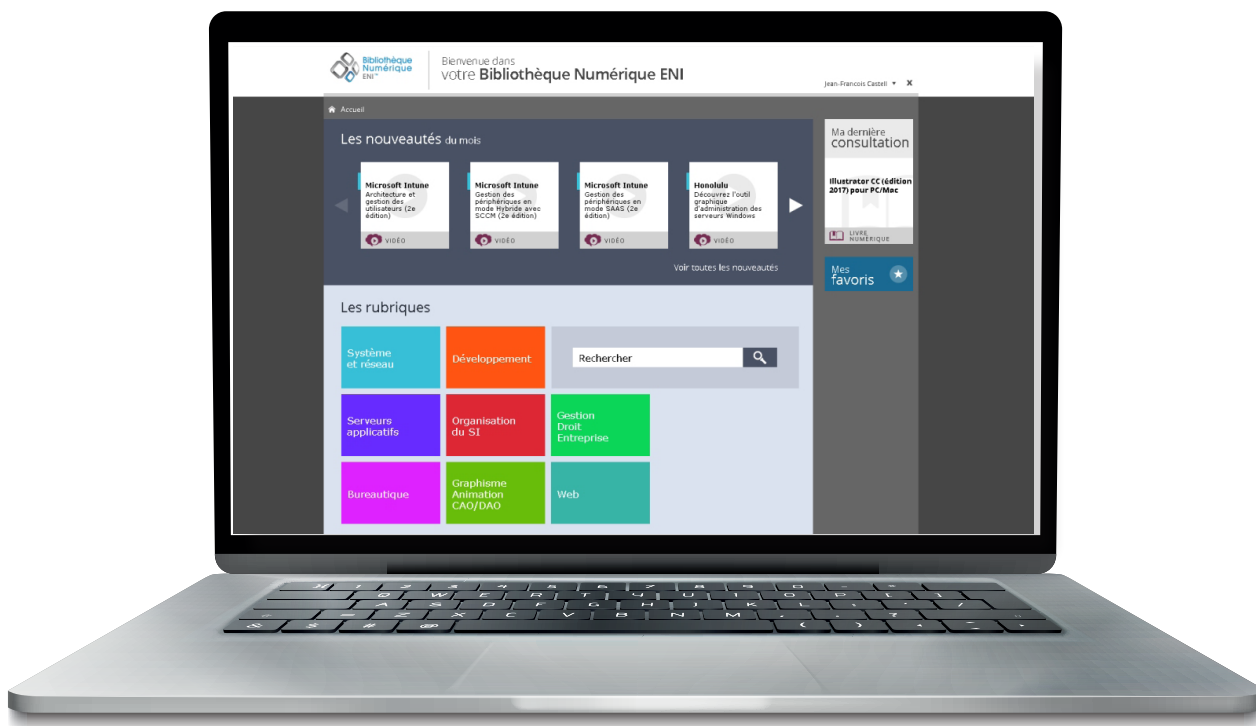 Bibliothèque
Numérique
ENI™
Bienvenue dans
votre Bibliothèque Numérique ENI
Jean-Francois Castell
Accueil
Les nouveautés du mois
Microsoft Intune
Architecture et
gestion des
utilisateurs (2e
édition)
VIDÉO
Microsoft Intune
Gestion des
périphériques en
mode Hybride avec
SCCM (2e édition)
VIDÉO
Microsoft Intune
Gestion des
périphériques en
mode SAAS (2e
édition)
VIDÉO
Honolulu
Découvrez l'outil
graphique
d'administration des
serveurs Windows
VIDÉO
Voir toutes les nouveautés
Ma dernière
consultation
Illustrator CC (édition
2017) pour PC/Mac
LIVRE
NUMÉRIQUE
Mes
favoris
Les rubriques
Système
et réseau
Développement
Rechercher
Serveurs
applicatifs
Organisation
du SI
Gestion
Droit
Entreprise
Bureautique
Graphisme
Animation
CAO/DAO
Web